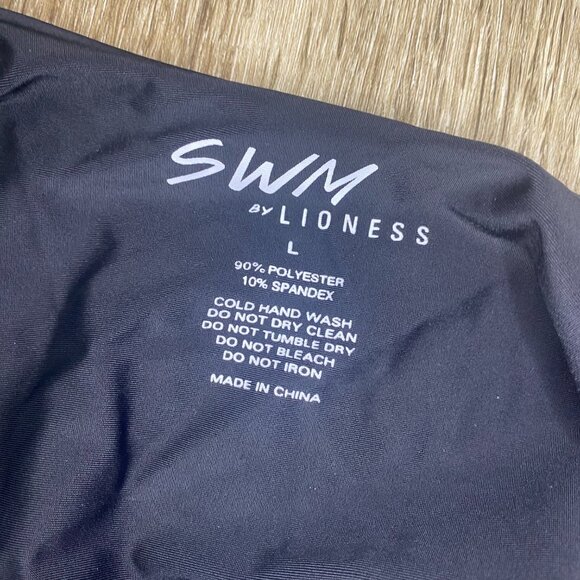 SWM
BY LIONESS
L
90% POLYESTER
10% SPANDEX
COLD HAND WASH
DO NOT DRY CLEAN
DO NOT TUMBLE DRY
DO NOT BLEACH
DO NOT IRON
MADE IN CHINA